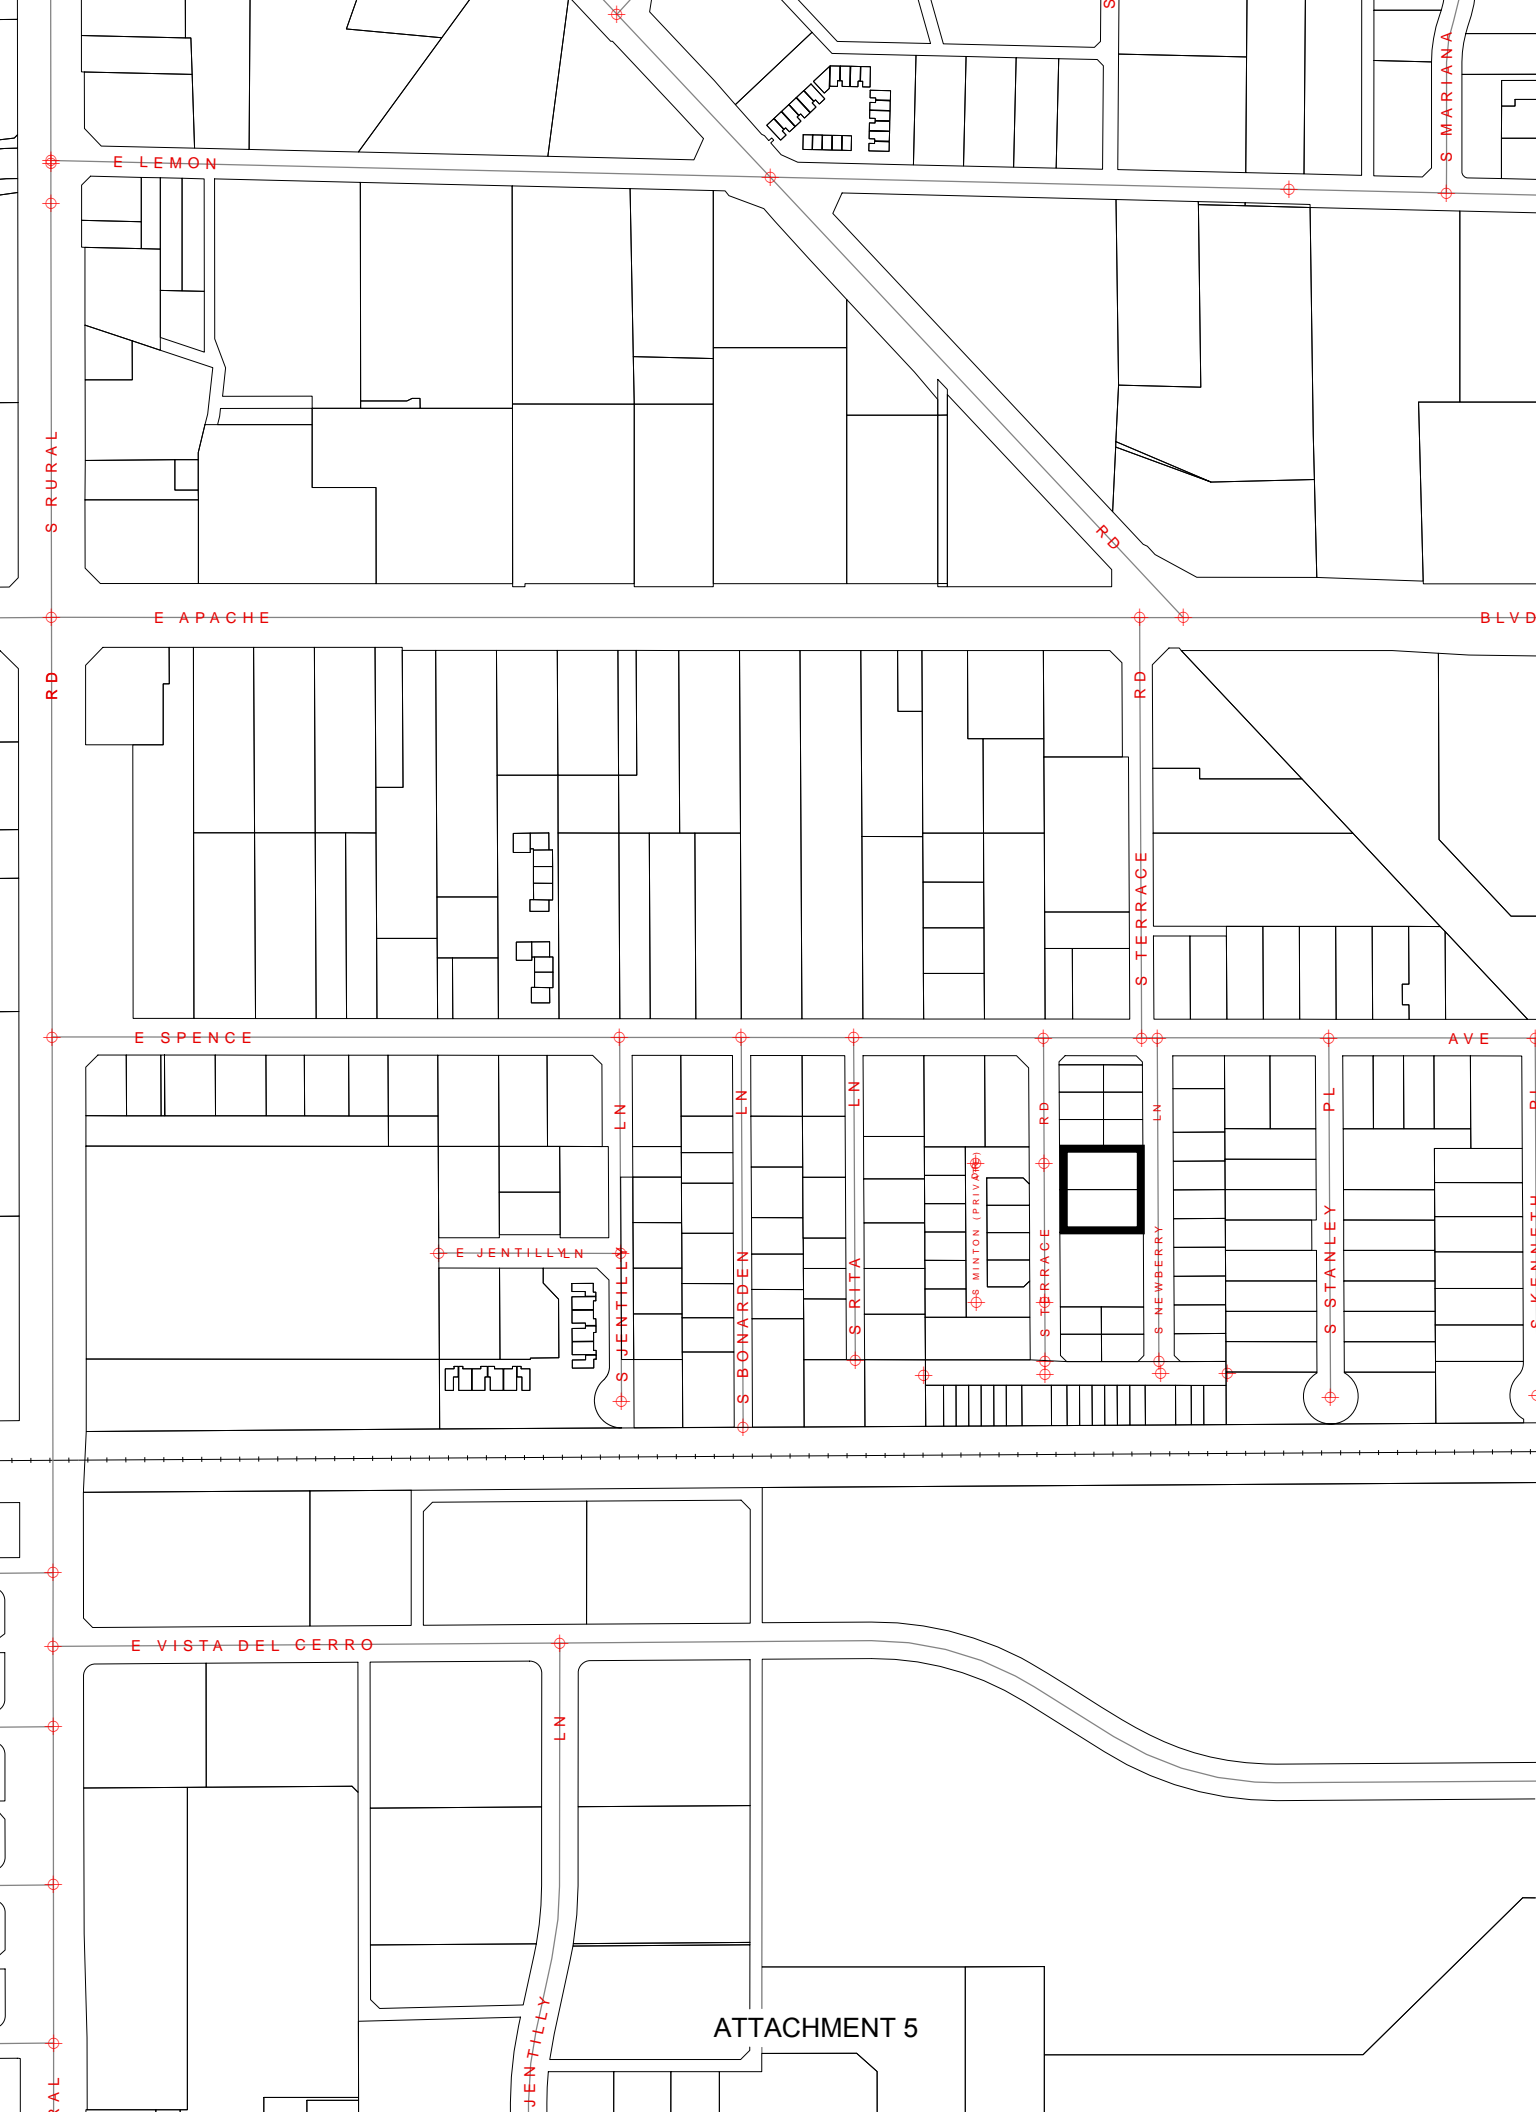 S MARIANA
E LEMON
S RURAL
RD
E APACHE
BLVD
RD
RD
S TERRACE
E SPENCE
AVE
LN
LN
LN
RD
LN
PL
S MINTON (PRIVATE)
E JENTILLY LN
S JENTILLY
S BONARDEN
S RITA
S TERRACE
S NEWBERRY
S STANLEY
S KENNETH
E VISTA DEL CERRO
LN
JENTILLY
ATTACHMENT 5